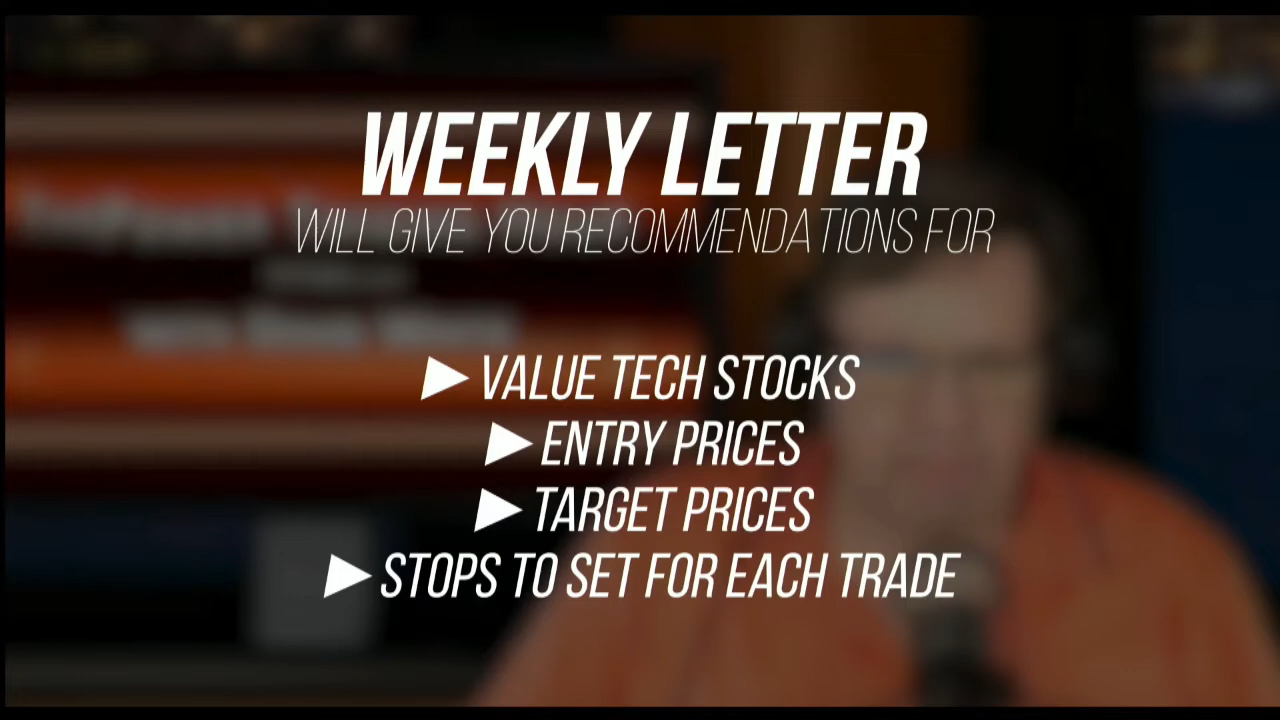 WEEKLY LETTER
WILL GIVE YOU RECOMMENDATIONS FOR
▶ VALUE TECH STOCKS
▶ ENTRY PRICES
▶ TARGET PRICES
▶ STOPS TO SET FOR EACH TRADE